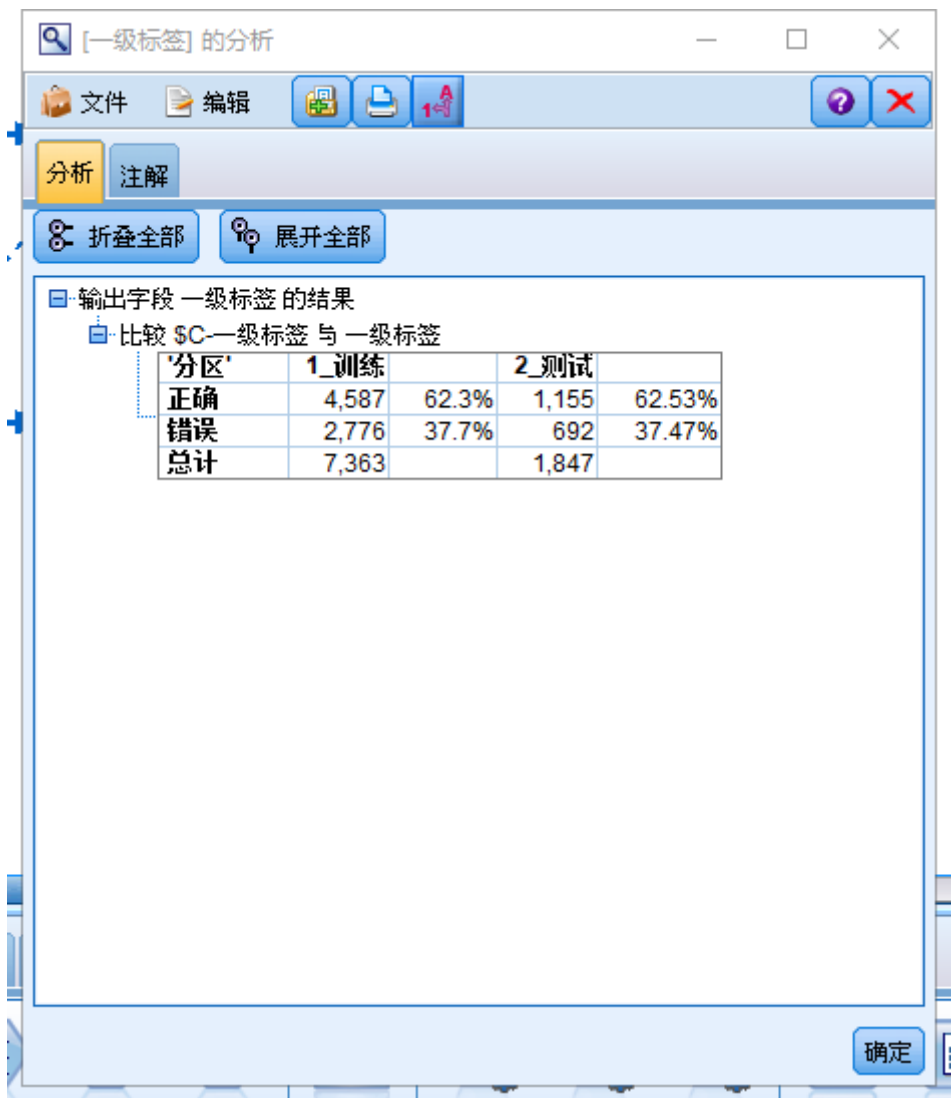 [一级标签] 的分析
文件 编辑
分析 注解
折叠全部 展开全部
输出字段 一级标签 的结果
比较 $C-一级标签 与 一级标签
'分区' 1_训练 2_测试
正确 4,587 62.3% 1,155 62.53%
错误 2,776 37.7% 692 37.47%
总计 7,363 1,847
确定